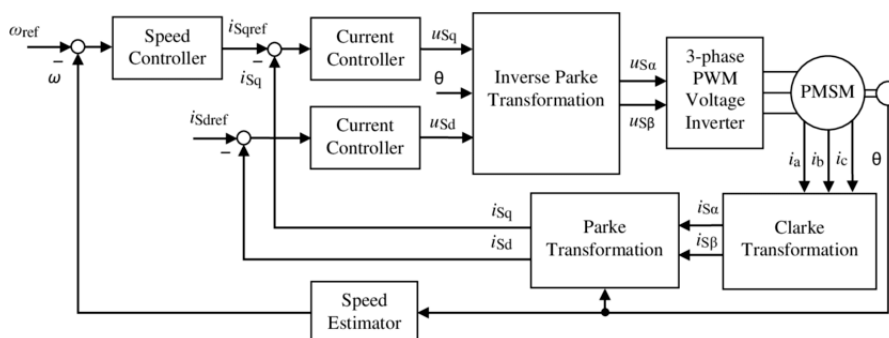 ωref
−
ω
Speed
Controller
iSqref
−
iSq
Current
Controller
uSq
θ
iSdref
−
Current
Controller
uSd
Inverse Parke
Transformation
uSα
uSβ
3-phase
PWM
Voltage
Inverter
PMSM
ia ib ic θ
iSq
iSd
Parke
Transformation
iSα
iSβ
Clarke
Transformation
Speed
Estimator